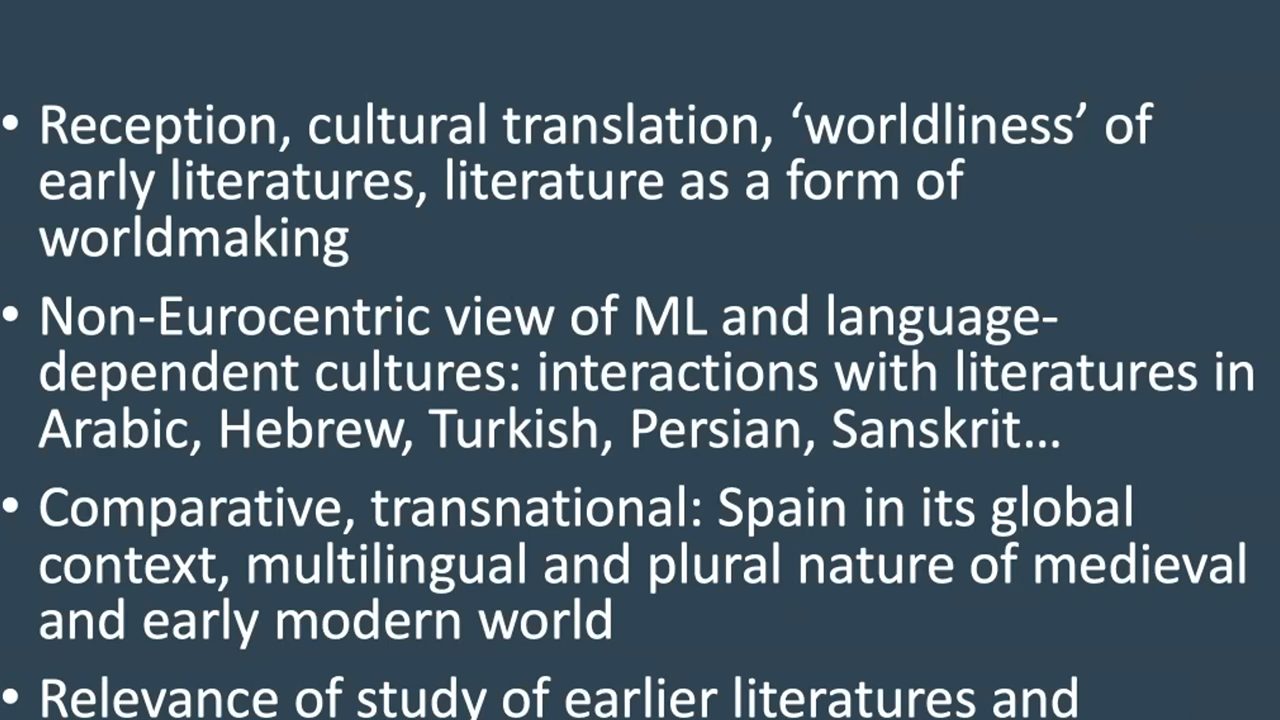 • Reception, cultural translation, ‘worldliness’ of
early literatures, literature as a form of
worldmaking
• Non-Eurocentric view of ML and language-
dependent cultures: interactions with literatures in
Arabic, Hebrew, Turkish, Persian, Sanskrit...
• Comparative, transnational: Spain in its global
context, multilingual and plural nature of medieval
and early modern world
• Relevance of study of earlier literatures and